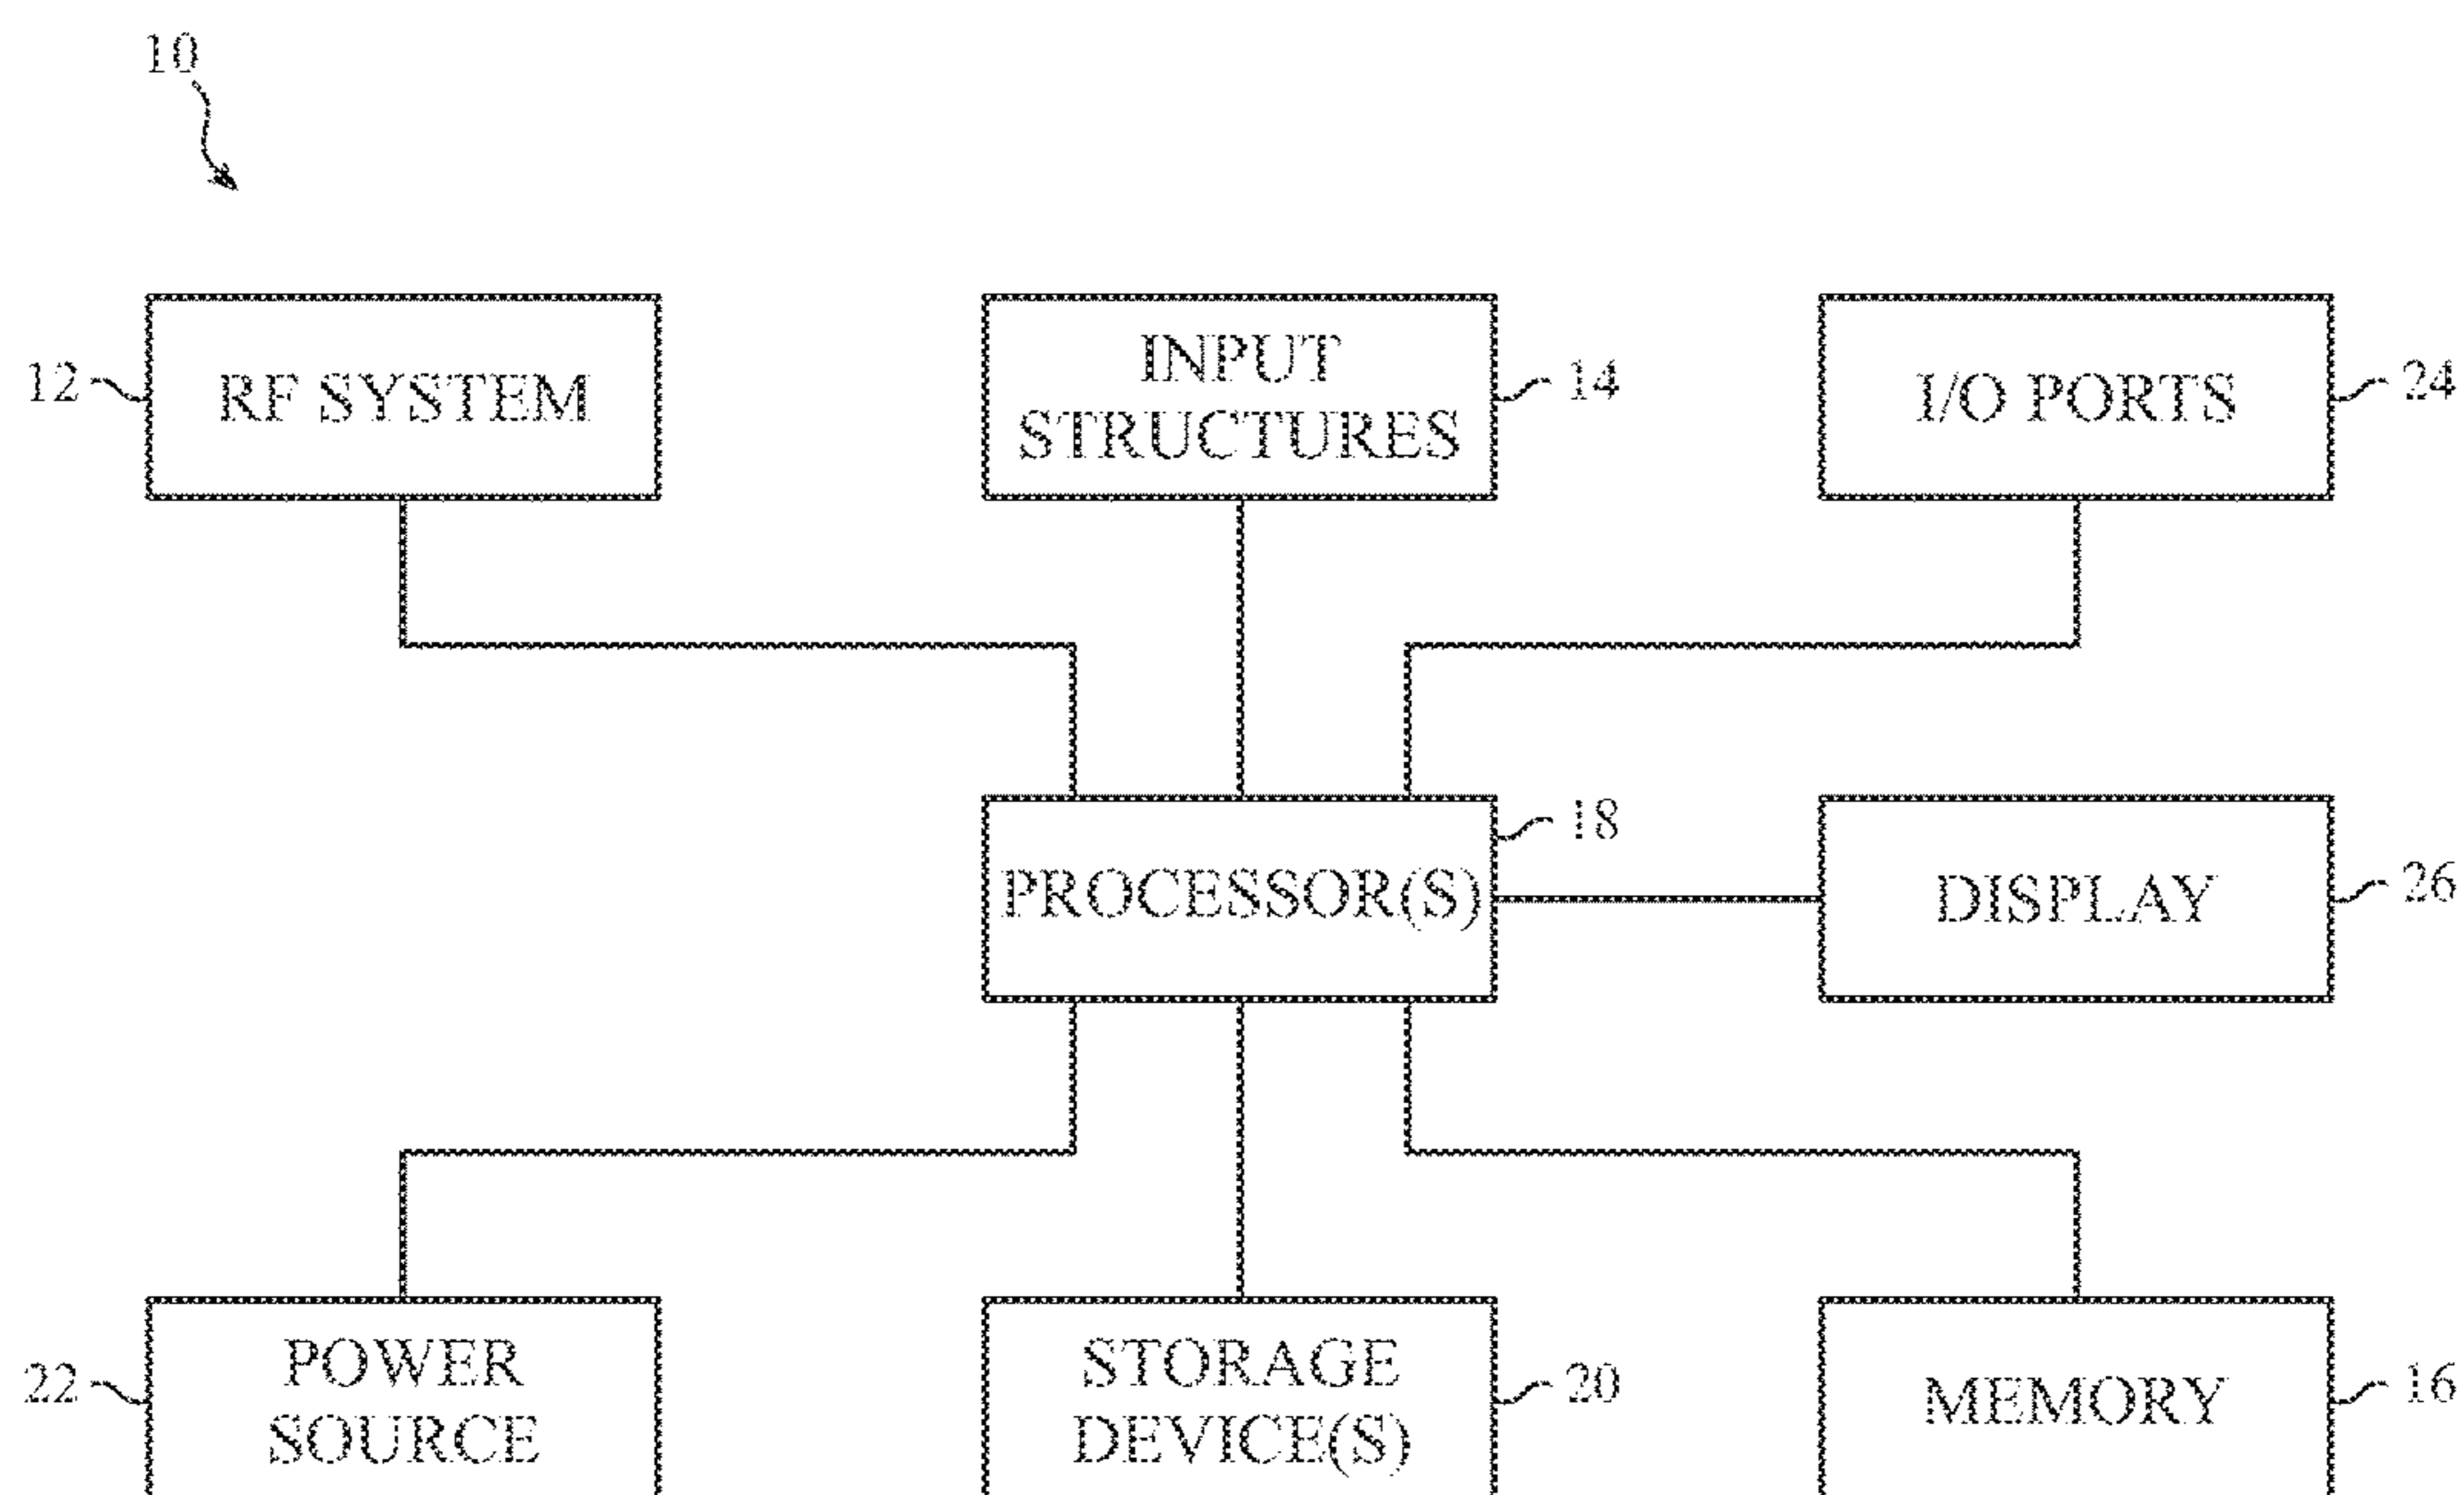 10
12
RF SYSTEM
INPUT
STRUCTURES
14
I/O PORTS
24
PROCESSOR(S)
18
DISPLAY
26
22
POWER
SOURCE
STORAGE
DEVICE(S)
20
MEMORY
16